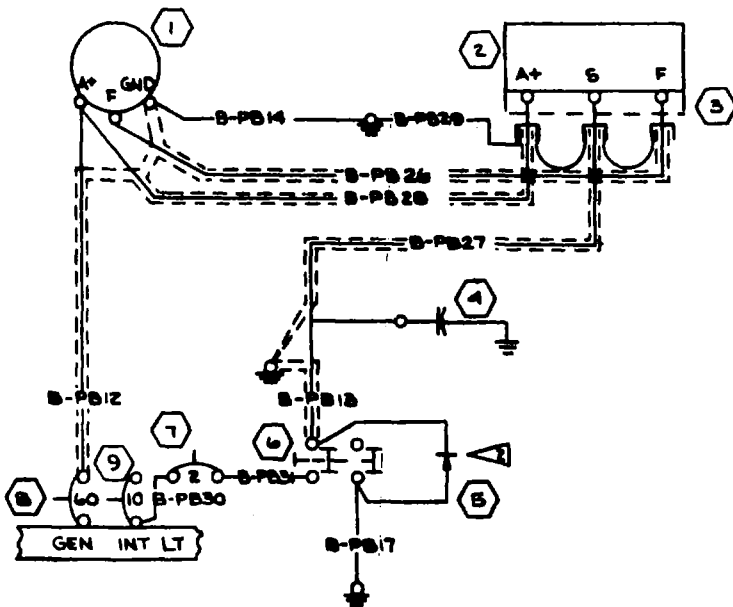 1
2
3
A+
F
GND
A+
S
F
B-PB14
B-PB29
B-PB26
B-PB28
B-PB27
4
B-PB12
B-PB18
7
6
9
8
60
10
2
B-PB30
B-PB31
5
GEN
INT LT
B-PB17